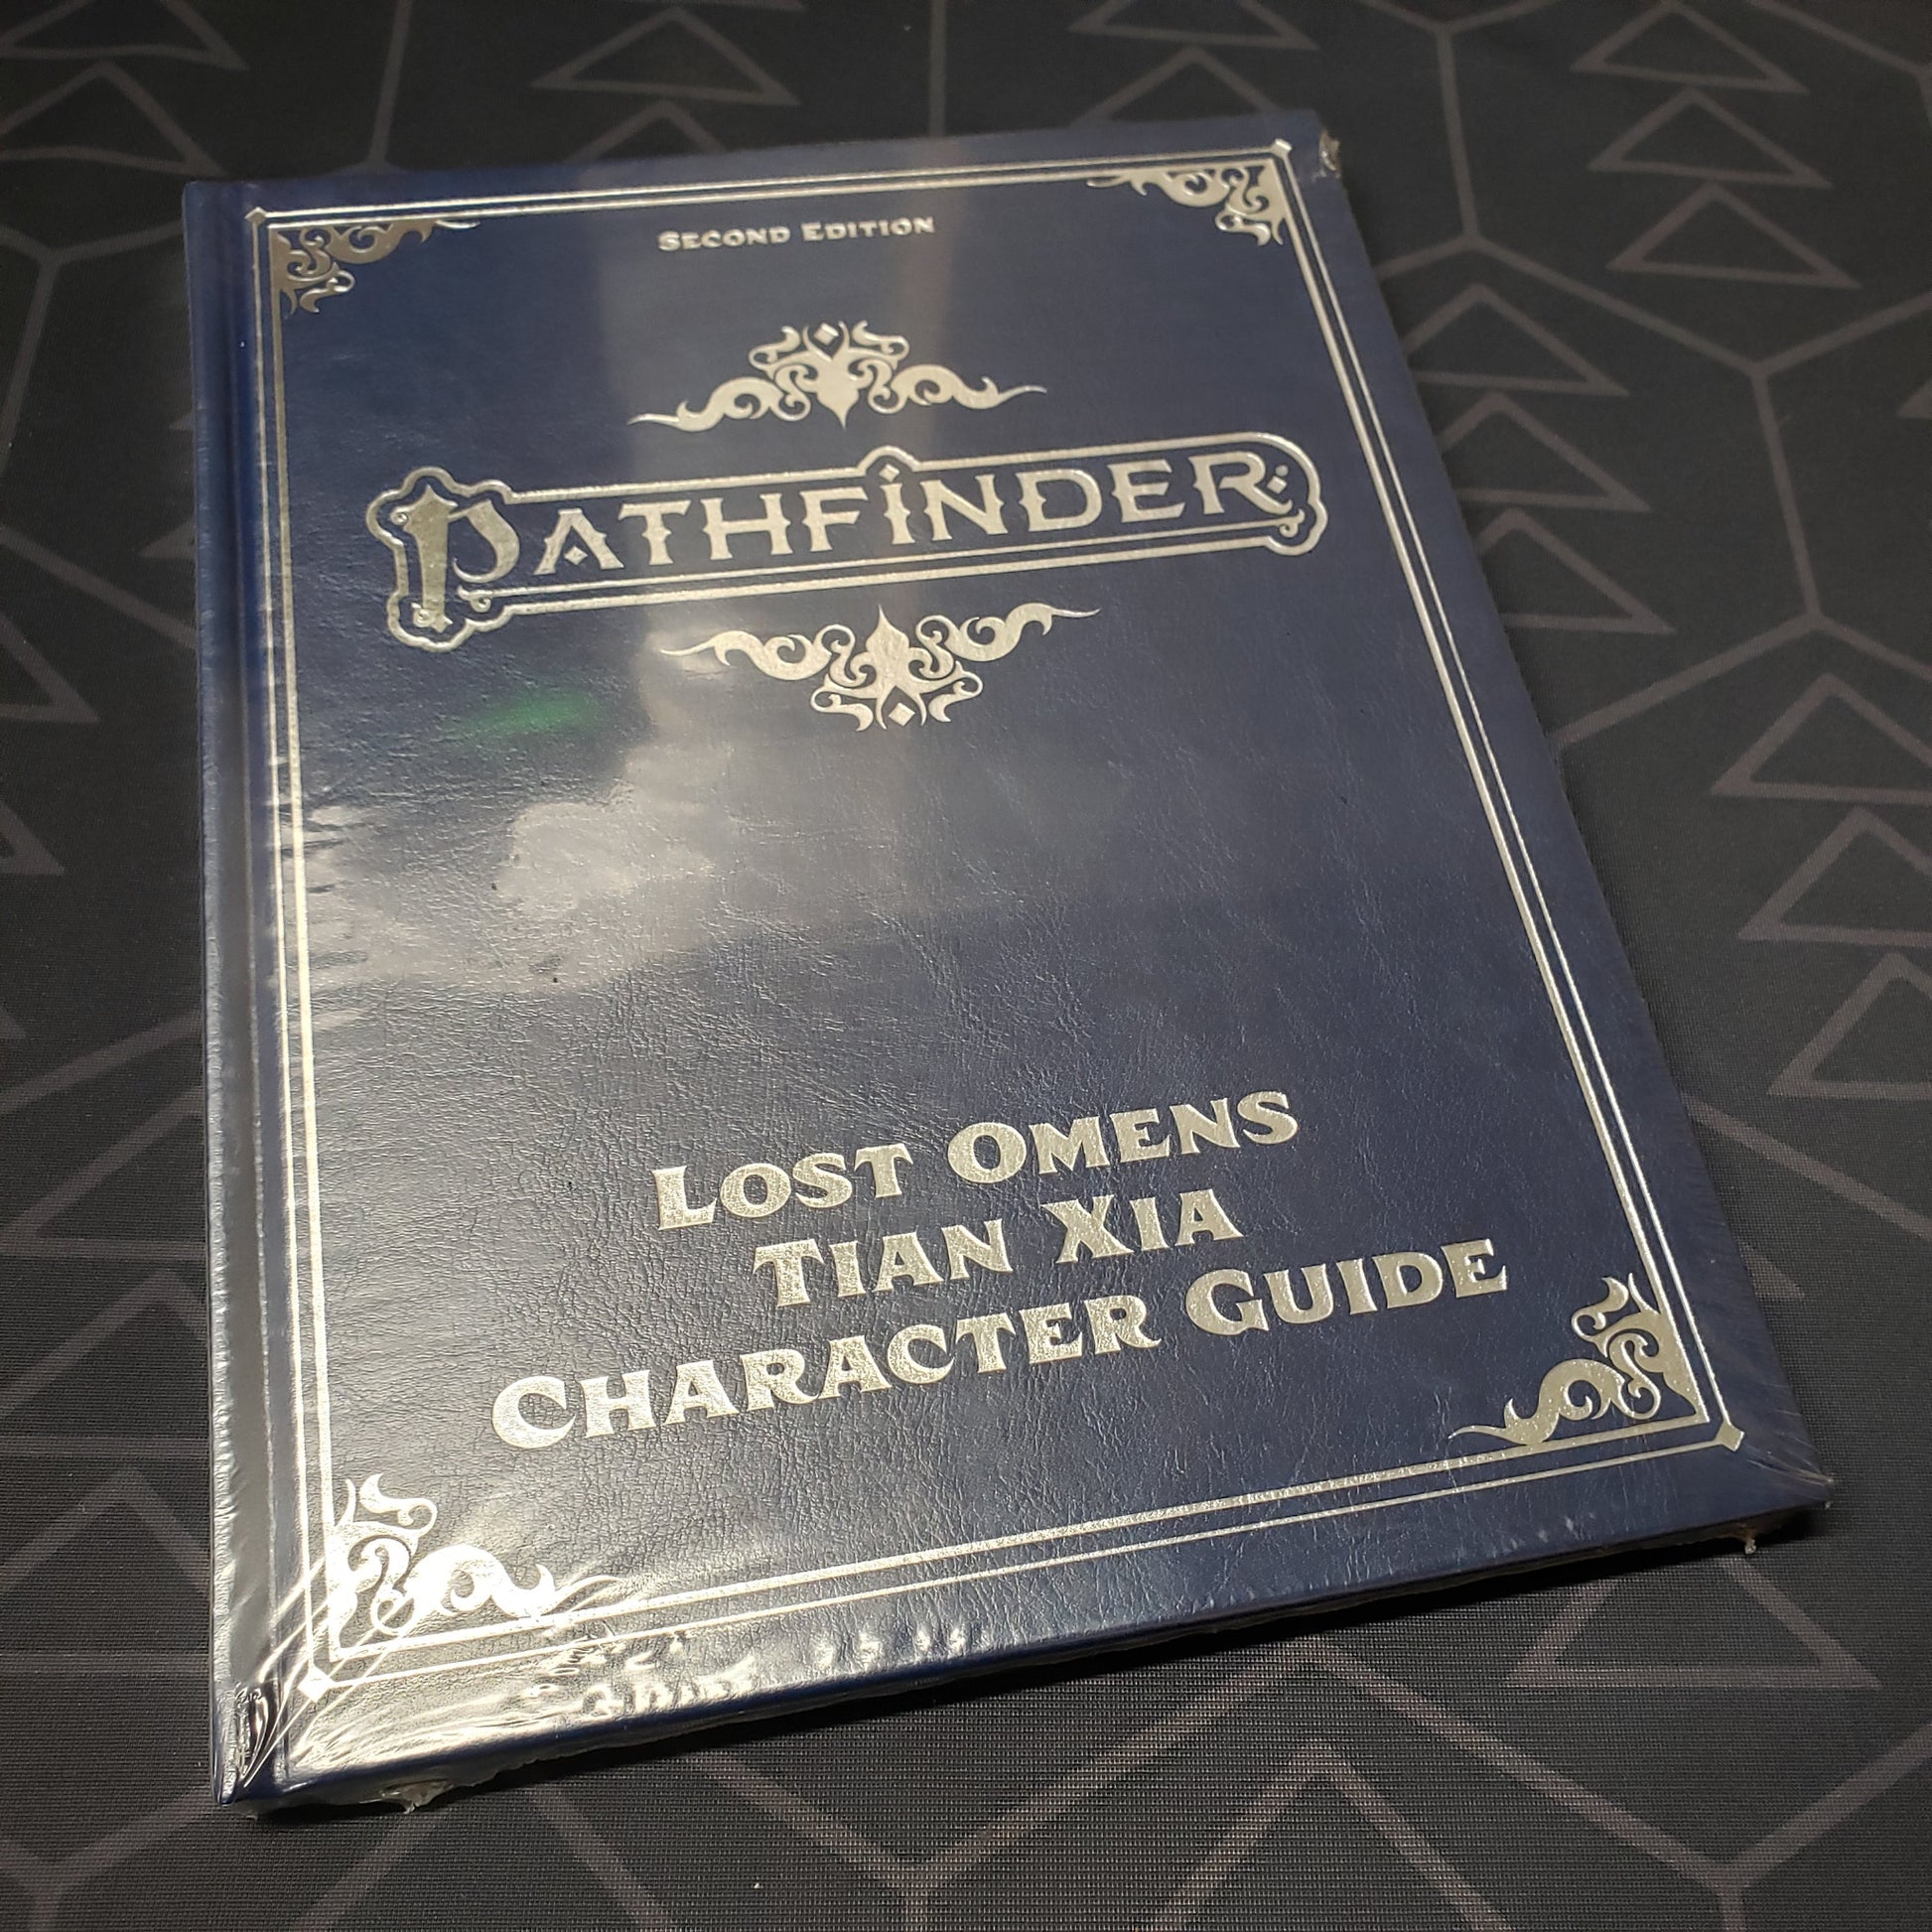 Second Edition
Pathfinder
Lost Omens
Tian Xia
Character Guide